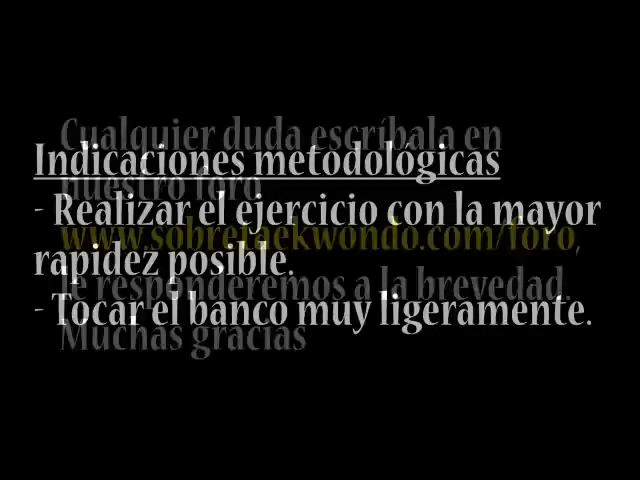 Indicaciones metodológicas
- Realizar el ejercicio con la mayor
rapidez posible.
- Tocar el banco muy ligeramente.
Cualquier duda escríbala en
nuestro foro
www.sobretaekwondo.com/foro,
le responderemos a la brevedad.
Muchas gracias